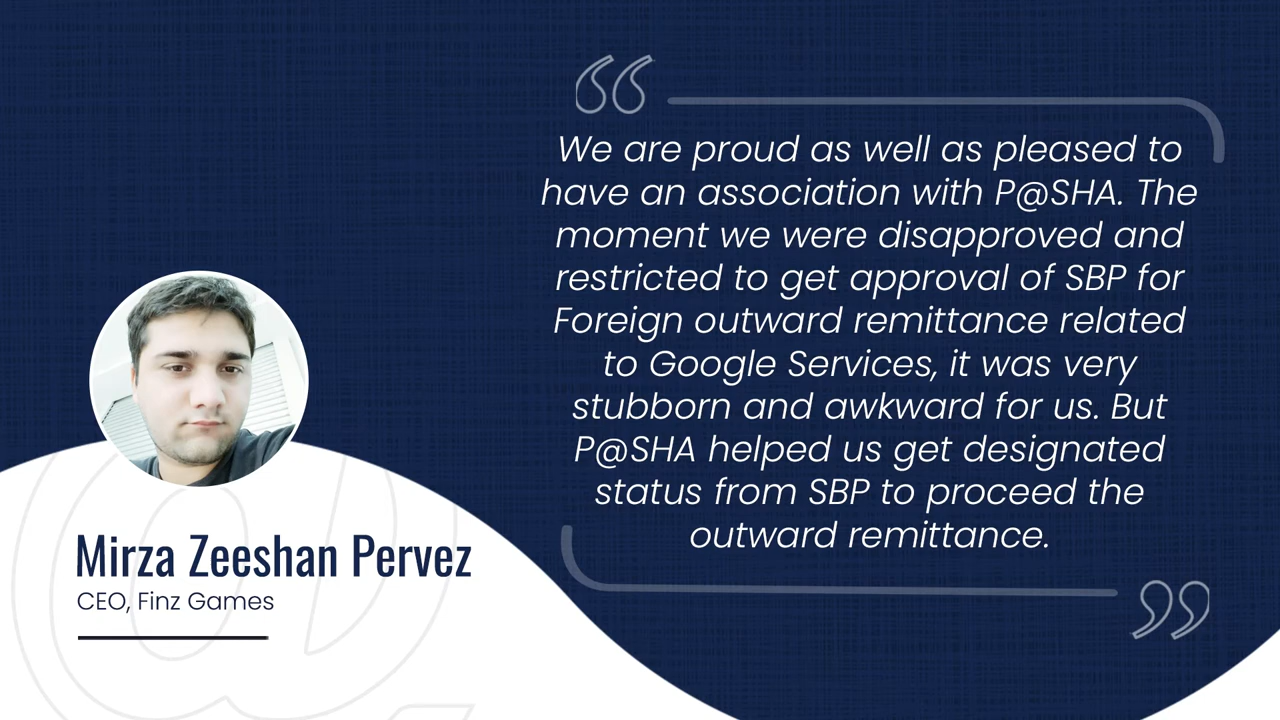 We are proud as well as pleased to
have an association with P@SHA. The
moment we were disapproved and
restricted to get approval of SBP for
Foreign outward remittance related
to Google Services, it was very
stubborn and awkward for us. But
P@SHA helped us get designated
status from SBP to proceed the
outward remittance.
Mirza Zeeshan Pervez
CEO, Finz Games